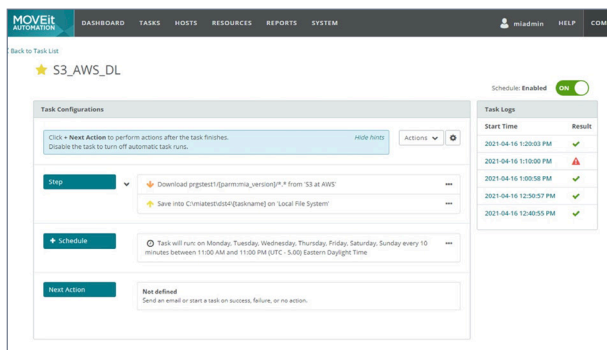 MOVEit
AUTOMATION
DASHBOARD TASKS HOSTS RESOURCES REPORTS SYSTEM
miadmin HELP COM
Back to Task List
S3_AWS_DL
Schedule: Enabled ON
Task Configurations
Click + Next Action to perform actions after the task finishes.
Disable the task to turn off automatic task runs.
Hide hints
Actions
Step
Download prgstest1/[parm:mia_version]/*.* from 'S3 at AWS'
Save into C:\miatest\dst4\[taskname] on 'Local File System'
+ Schedule
Task will run: on Monday, Tuesday, Wednesday, Thursday, Friday, Saturday, Sunday every 10
minutes between 11:00 AM and 11:00 PM (UTC - 5.00) Eastern Daylight Time
Next Action
Not defined
Send an email or start a task on success, failure, or no action.
Task Logs
Start Time Result
2021-04-16 1:20:03 PM
2021-04-16 1:10:00 PM
2021-04-16 1:00:58 PM
2021-04-16 12:50:57 PM
2021-04-16 12:40:55 PM